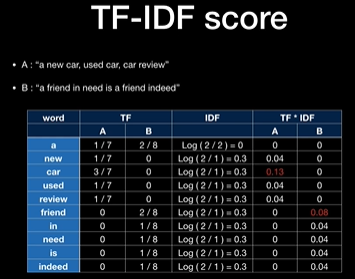 TF-IDF score
• A : "a new car, used car, car review"
• B : "a friend in need is a friend indeed"
word TF IDF TF * IDF
A B A B
a 1 / 7 2 / 8 Log ( 2 / 2 ) = 0 0 0
new 1 / 7 0 Log ( 2 / 1 ) = 0.3 0.04 0
car 3 / 7 0 Log ( 2 / 1 ) = 0.3 0.13 0
used 1 / 7 0 Log ( 2 / 1 ) = 0.3 0.04 0
review 1 / 7 0 Log ( 2 / 1 ) = 0.3 0.04 0
friend 0 2 / 8 Log ( 2 / 1 ) = 0.3 0 0.08
in 0 1 / 8 Log ( 2 / 1 ) = 0.3 0 0.04
need 0 1 / 8 Log ( 2 / 1 ) = 0.3 0 0.04
is 0 1 / 8 Log ( 2 / 1 ) = 0.3 0 0.04
indeed 0 1 / 8 Log ( 2 / 1 ) = 0.3 0 0.04